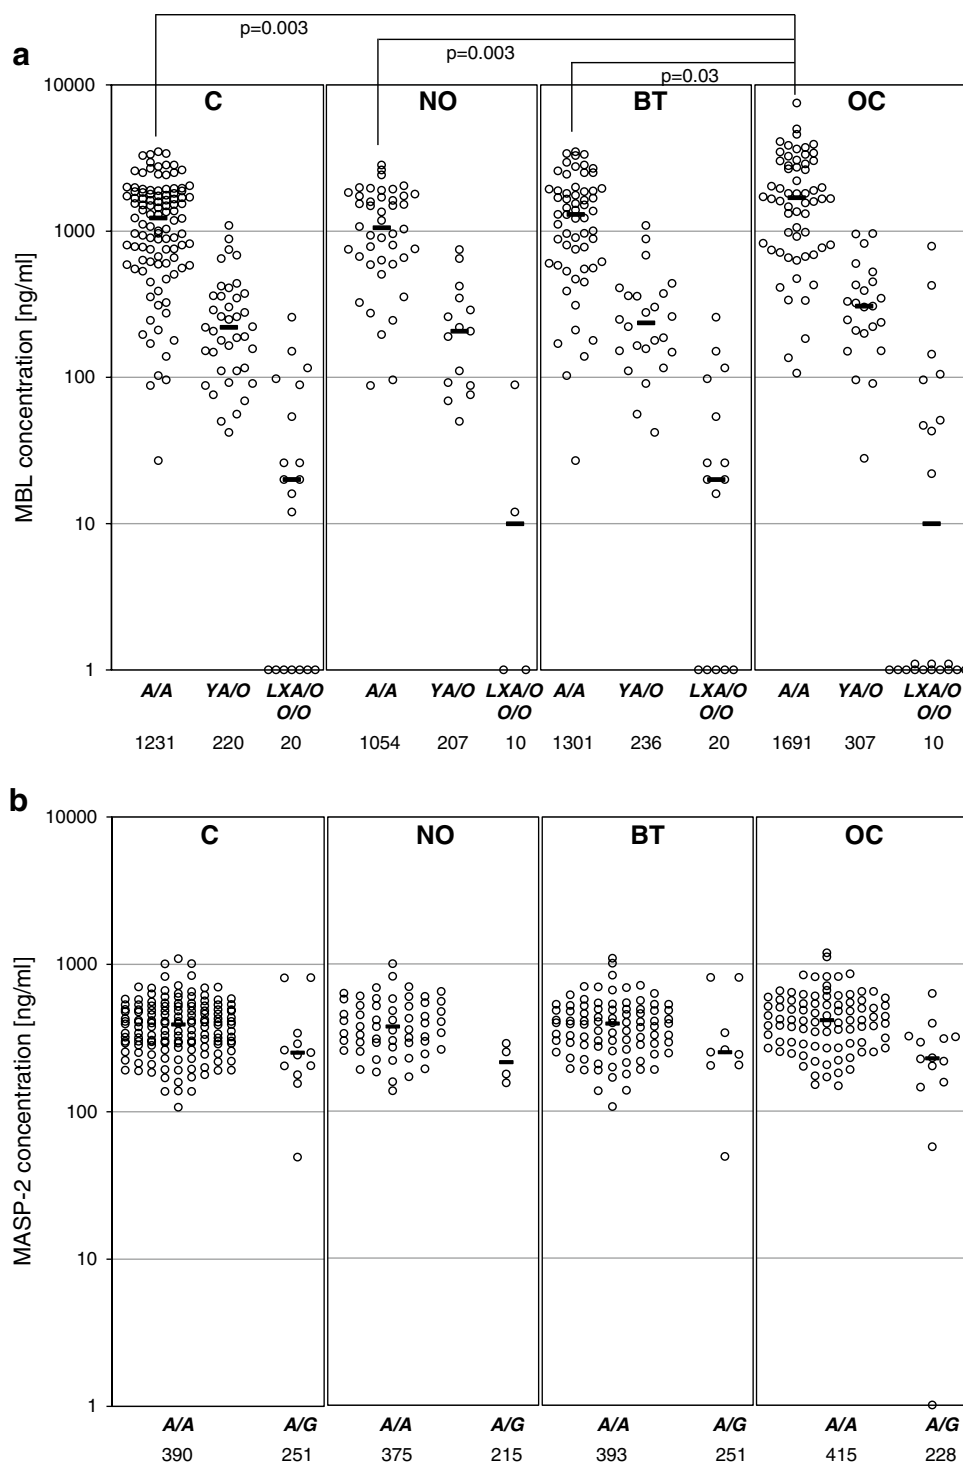 p=0.003
p=0.003
p=0.03
a
C NO BT OC
10000
1000
100
10
1
MBL concentration [ng/ml]
A/A YA/O LXA/O A/A YA/O LXA/O A/A YA/O LXA/O A/A YA/O LXA/O
O/O O/O O/O O/O
1231 220 20 1054 207 10 1301 236 20 1691 307 10
b
C NO BT OC
10000
1000
100
10
1
MASP-2 concentration [ng/ml]
A/A A/G A/A A/G A/A A/G A/A A/G
390 251 375 215 393 251 415 228